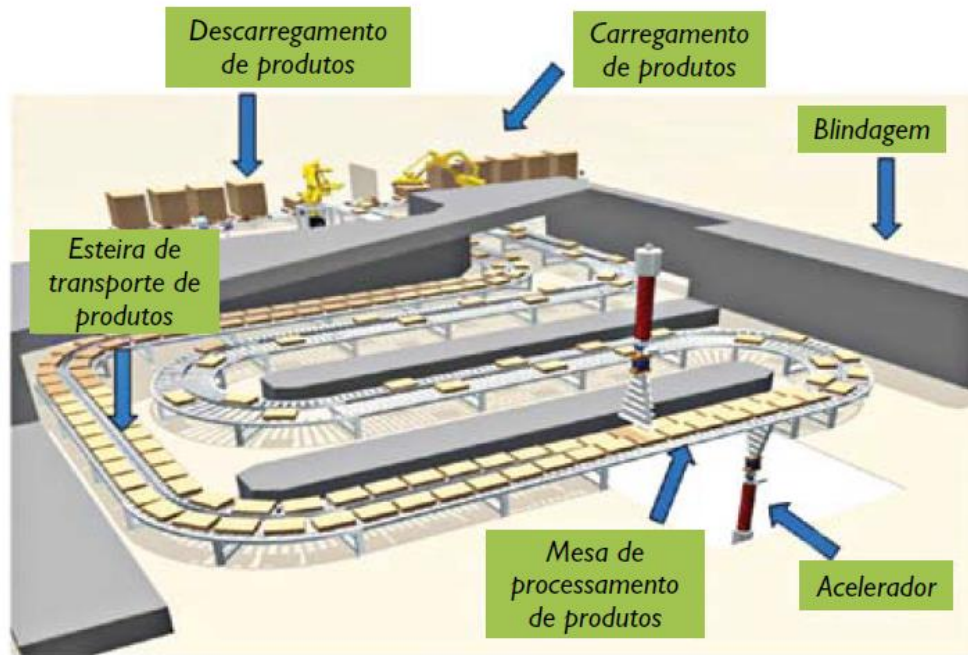 Descarregamento
de produtos
Carregamento
de produtos
Blindagem
Esteira de
transporte de
produtos
Mesa de
processamento
de produtos
Acelerador